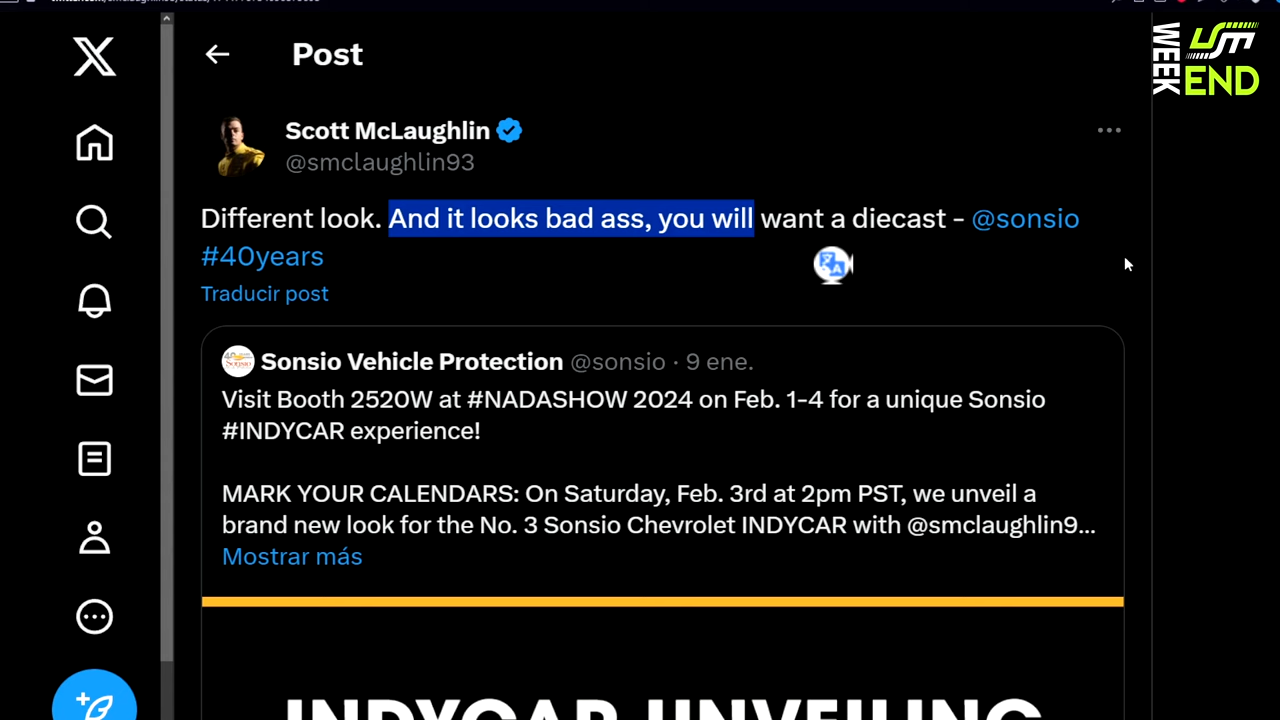 Post
WEEK
END
Scott McLaughlin
@smclaughlin93
Different look. And it looks bad ass, you will want a diecast - @sonsio
#40years
Traducir post
Sonsio Vehicle Protection @sonsio · 9 ene.
Visit Booth 2520W at #NADASHOW 2024 on Feb. 1-4 for a unique Sonsio
#INDYCAR experience!
MARK YOUR CALENDARS: On Saturday, Feb. 3rd at 2pm PST, we unveil a
brand new look for the No. 3 Sonsio Chevrolet INDYCAR with @smclaughlin9...
Mostrar más
INDYCAR UNVEILING